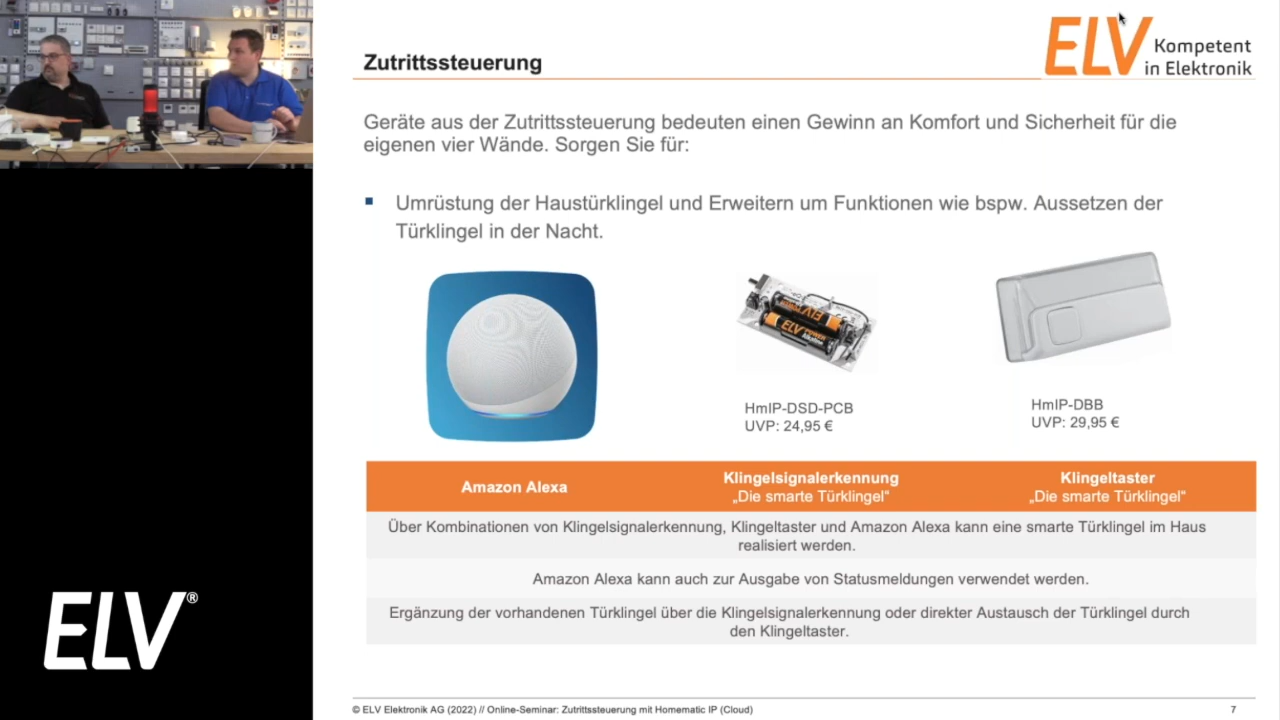 Zutrittssteuerung
ELV Kompetent
in Elektronik
Geräte aus der Zutrittssteuerung bedeuten einen Gewinn an Komfort und Sicherheit für die
eigenen vier Wände. Sorgen Sie für:
Umrüstung der Haustürklingel und Erweitern um Funktionen wie bspw. Aussetzen der
Türklingel in der Nacht.
ELV
ELV POWER
HmIP-DSD-PCB
UVP: 24,95 €
HmIP-DBB
UVP: 29,95 €
Amazon Alexa
Klingelsignalerkennung
„Die smarte Türklingel“
Klingeltaster
„Die smarte Türklingel“
Über Kombinationen von Klingelsignalerkennung, Klingeltaster und Amazon Alexa kann eine smarte Türklingel im Haus
realisiert werden.
Amazon Alexa kann auch zur Ausgabe von Statusmeldungen verwendet werden.
Ergänzung der vorhandenen Türklingel über die Klingelsignalerkennung oder direkter Austausch der Türklingel durch
den Klingeltaster.
ELV®
© ELV Elektronik AG (2022) // Online-Seminar: Zutrittssteuerung mit Homematic IP (Cloud)
7